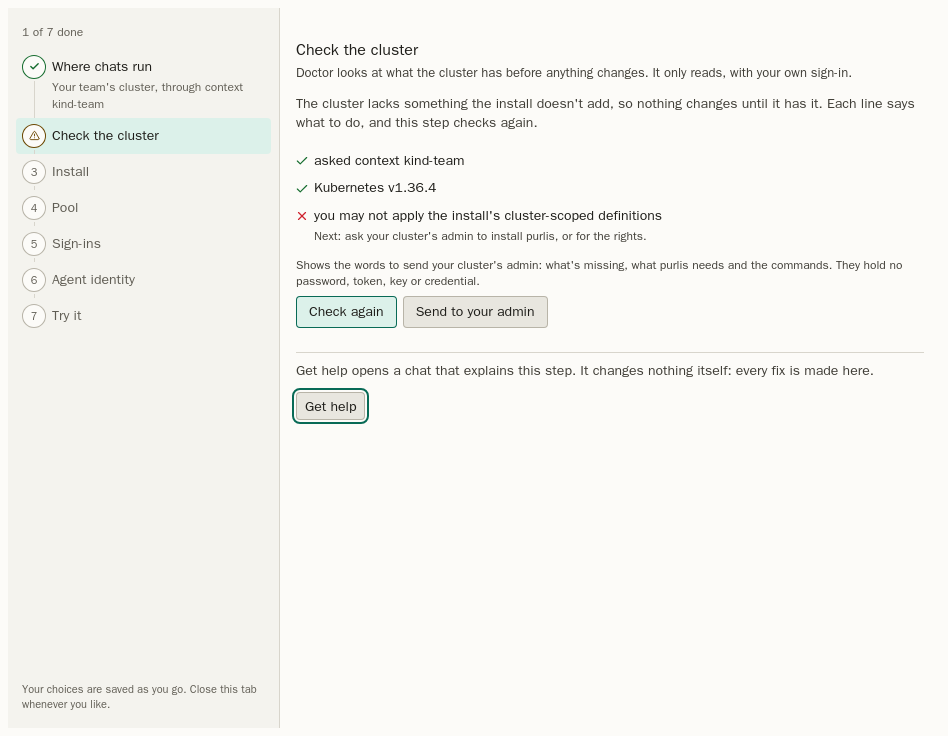 1 of 7 done
Where chats run
Your team's cluster, through context
kind-team
Check the cluster
3 Install
4 Pool
5 Sign-ins
6 Agent identity
7 Try it
Your choices are saved as you go. Close this tab
whenever you like.
Check the cluster
Doctor looks at what the cluster has before anything changes. It only reads, with your own sign-in.
The cluster lacks something the install doesn't add, so nothing changes until it has it. Each line says
what to do, and this step checks again.
asked context kind-team
Kubernetes v1.36.4
you may not apply the install's cluster-scoped definitions
Next: ask your cluster's admin to install purlis, or for the rights.
Shows the words to send your cluster's admin: what's missing, what purlis needs and the commands. They hold no
password, token, key or credential.
Check again
Send to your admin
Get help opens a chat that explains this step. It changes nothing itself: every fix is made here.
Get help